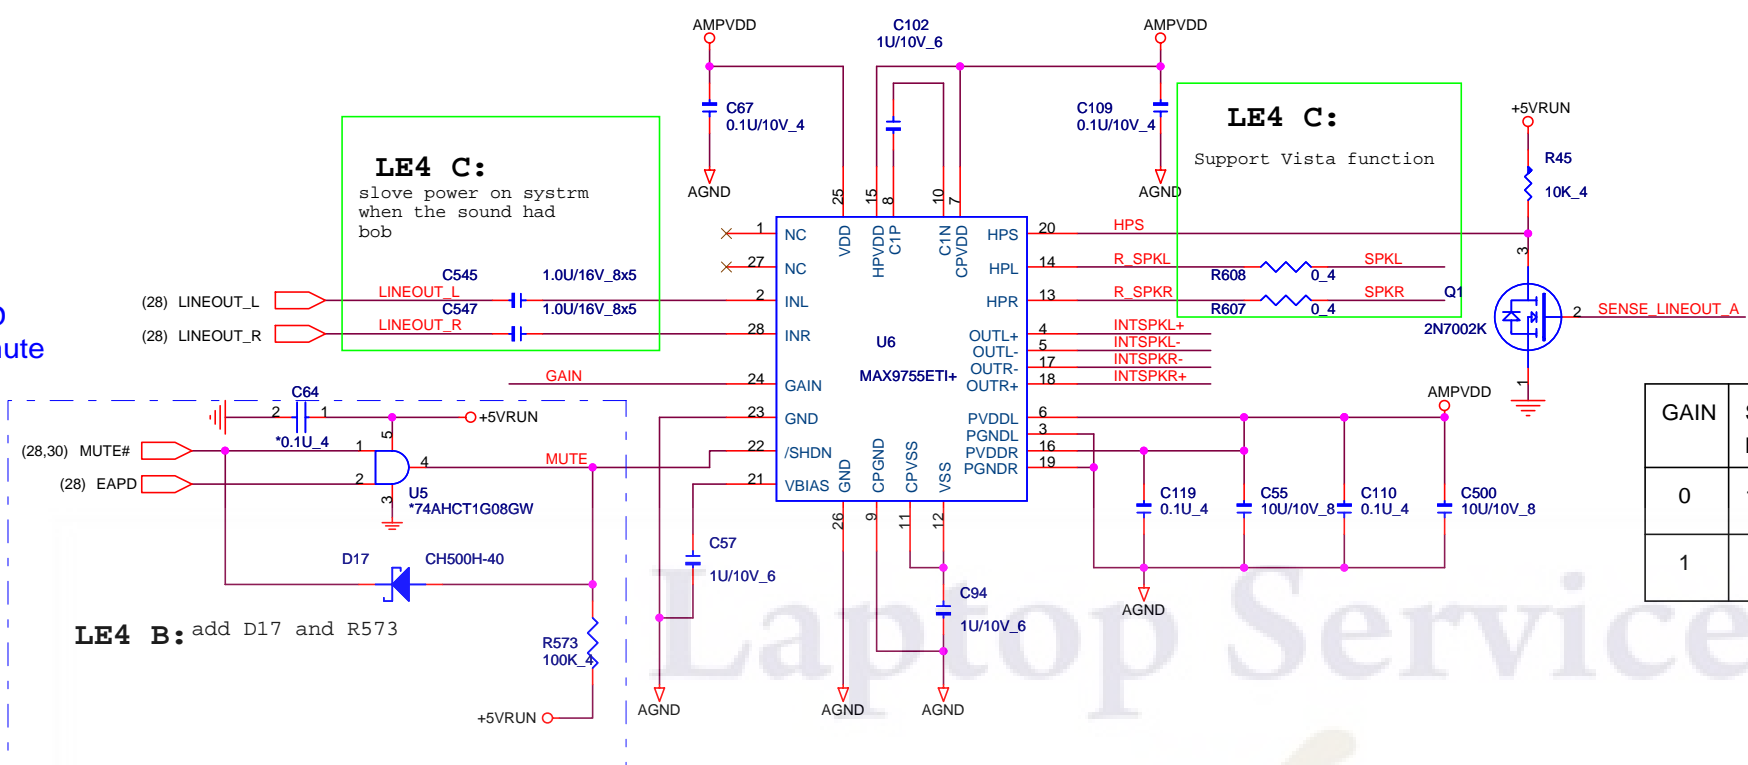 AMPVDD
C102
1U/10V_6
AMPVDD
C67
0.1U/10V_4
AGND
C109
0.1U/10V_4
AGND
LE4 C:
Support Vista function
+5VRUN
R45
10K_4
LE4 C:
slove power on systrm
when the sound had
bob
C545
1.0U/16V_8x5
LINEOUT_L
(28) LINEOUT_L
C547
1.0U/16V_8x5
LINEOUT_R
(28) LINEOUT_R
ute
GAIN
25
15
8
10
7
1
27
2
28
24
23
22
21
NC
NC
INL
INR
GAIN
GND
/SHDN
VBIAS
VDD
HPVDD
C1P
C1N
CPVDD
U6
MAX9755ETI+
HPS
HPL
HPR
OUTL+
OUTL-
OUTR-
OUTR+
PVDDL
PGNDL
PVDDR
PGNDR
GND
CPGND
CPVSS
VSS
26
9
11
12
20
14
13
4
5
17
18
6
3
16
19
HPS
R_SPKL
R608
0_4
SPKL
R_SPKR
R607
0_4
SPKR
INTSPKL+
INTSPKL-
INTSPKR-
INTSPKR+
Q1
2N7002K
3
2
1
SENSE_LINEOUT_A
AMPVDD
C64
2
1
+5VRUN
*0.1U_4
(28,30) MUTE#
(28) EAPD
1
2
5
4
3
MUTE
U5
*74AHCT1G08GW
D17
CH500H-40
LE4 B: add D17 and R573
R573
100K_4
+5VRUN
C57
1U/10V_6
AGND
AGND
AGND
C94
1U/10V_6
C119
0.1U_4
C55
10U/10V_8
C110
0.1U_4
C500
10U/10V_8
AGND
GAIN
0
1
Laptop Service